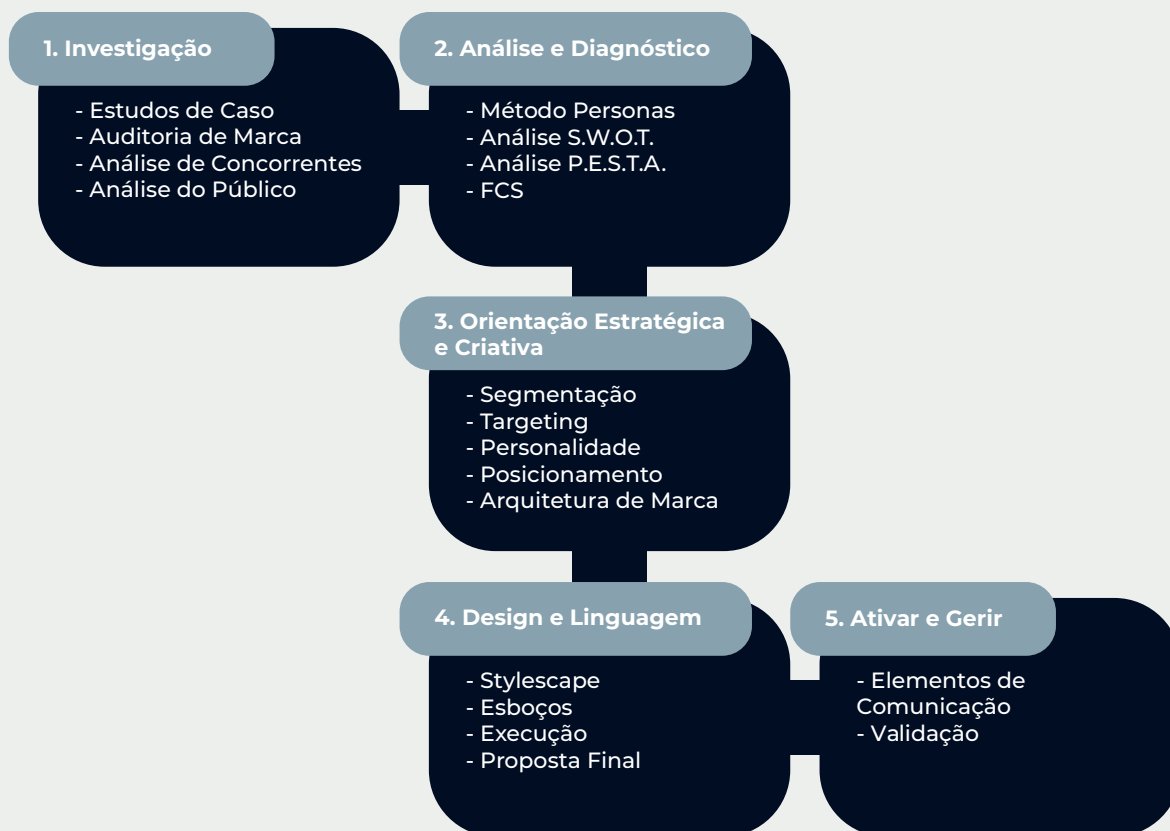 1. Investigação
- Estudos de Caso
- Auditoria de Marca
- Análise de Concorrentes
- Análise do Público
2. Análise e Diagnóstico
- Método Personas
- Análise S.W.O.T.
- Análise P.E.S.T.A.
- FCS
3. Orientação Estratégica
e Criativa
- Segmentação
- Targeting
- Personalidade
- Posicionamento
- Arquitetura de Marca
4. Design e Linguagem
- Stylescape
- Esboços
- Execução
- Proposta Final
5. Ativar e Gerir
- Elementos de
Comunicação
- Validação